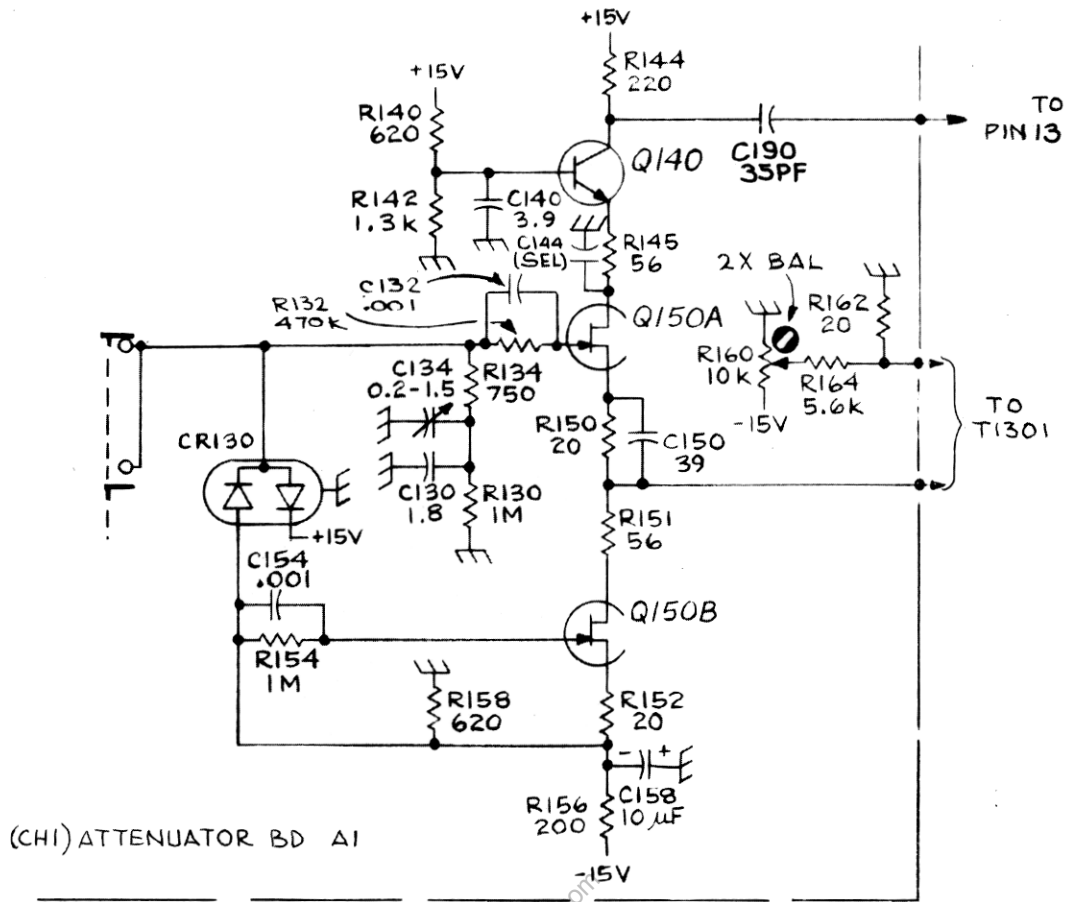 +15V
R144
220
+15V
TO
PIN 13
R140
620
Q140
C190
35PF
R142
1.3K
C140
3.9
C144
(SEL)
R145
56
2X BAL
C132
.001
R132
470K
Q150A
R162
20
R160
10K
R164
5.6K
C134
0.2-1.5
R134
750
-15V
TO
T1301
CR130
R150
20
C150
39
C130
1.8
R130
1M
R151
56
+15V
C154
.001
Q150B
R154
1M
R158
620
R152
20
- +
R156
200
C158
10µF
(CH1) ATTENUATOR BD A1
-15V
om